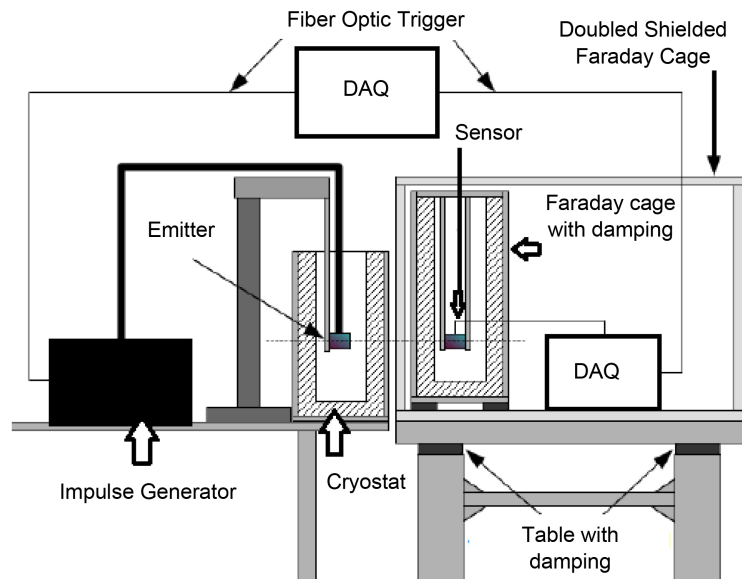 Fiber Optic Trigger
Doubled Shielded
Faraday Cage
DAQ
Sensor
Faraday cage
with damping
Emitter
DAQ
Impulse Generator
Cryostat
Table with
damping